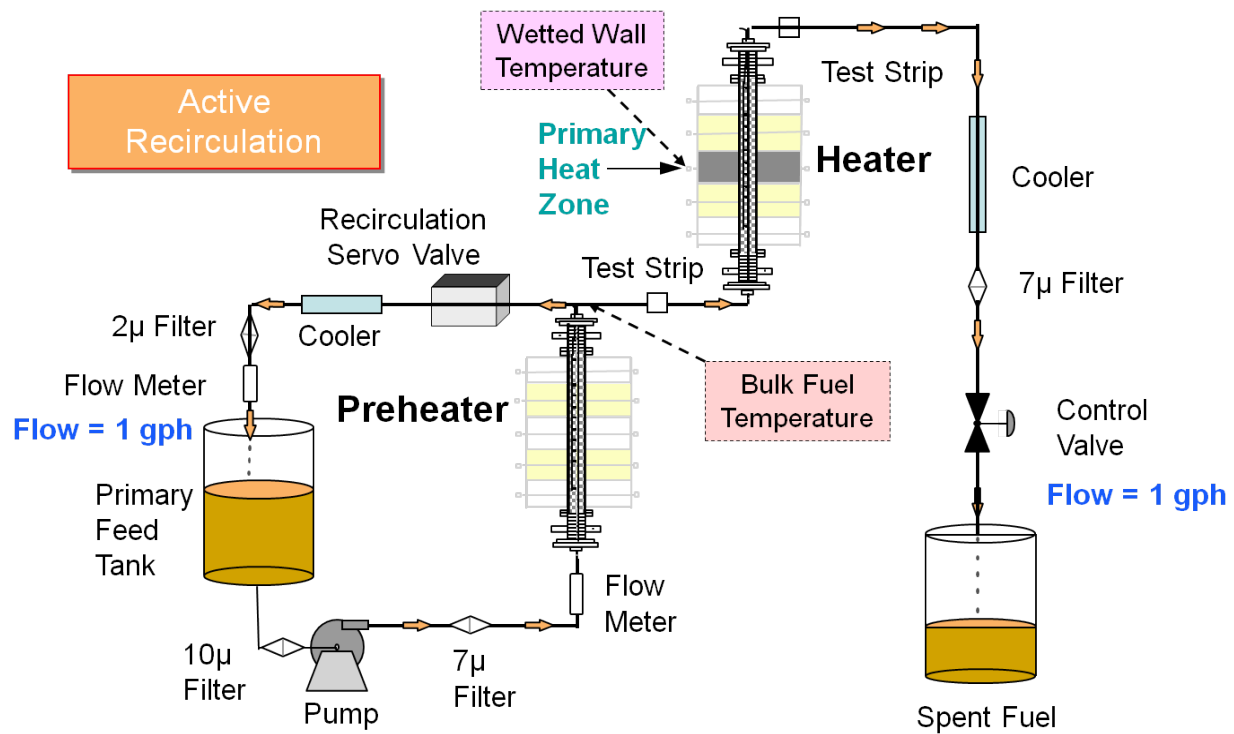 Active
Recirculation
Wetted Wall
Temperature
Primary
Heat
Zone
Heater
Test Strip
Cooler
7µ Filter
Control
Valve
Flow = 1 gph
Spent Fuel
Recirculation
Servo Valve
Test Strip
Cooler
2µ Filter
Flow Meter
Flow = 1 gph
Preheater
Bulk Fuel
Temperature
Primary
Feed
Tank
10µ
Filter
Pump
7µ
Filter
Flow
Meter